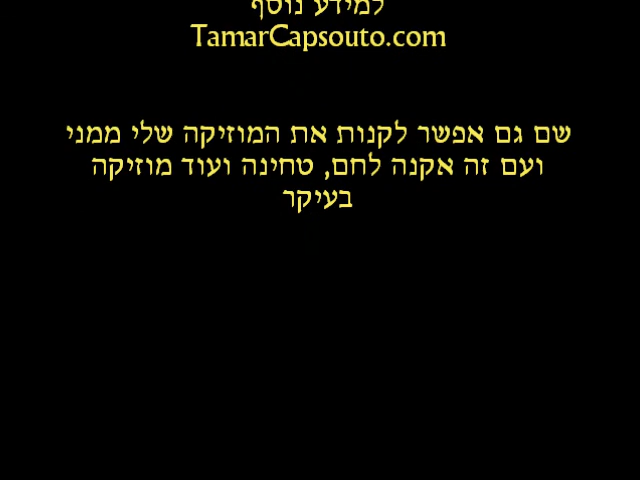 למידע נוסף
TamarCapsouto.com
שם גם אפשר לקנות את המוזיקה שלי ממני
ועם זה אקנה לחם, טחינה ועוד מוזיקה
בעיקר